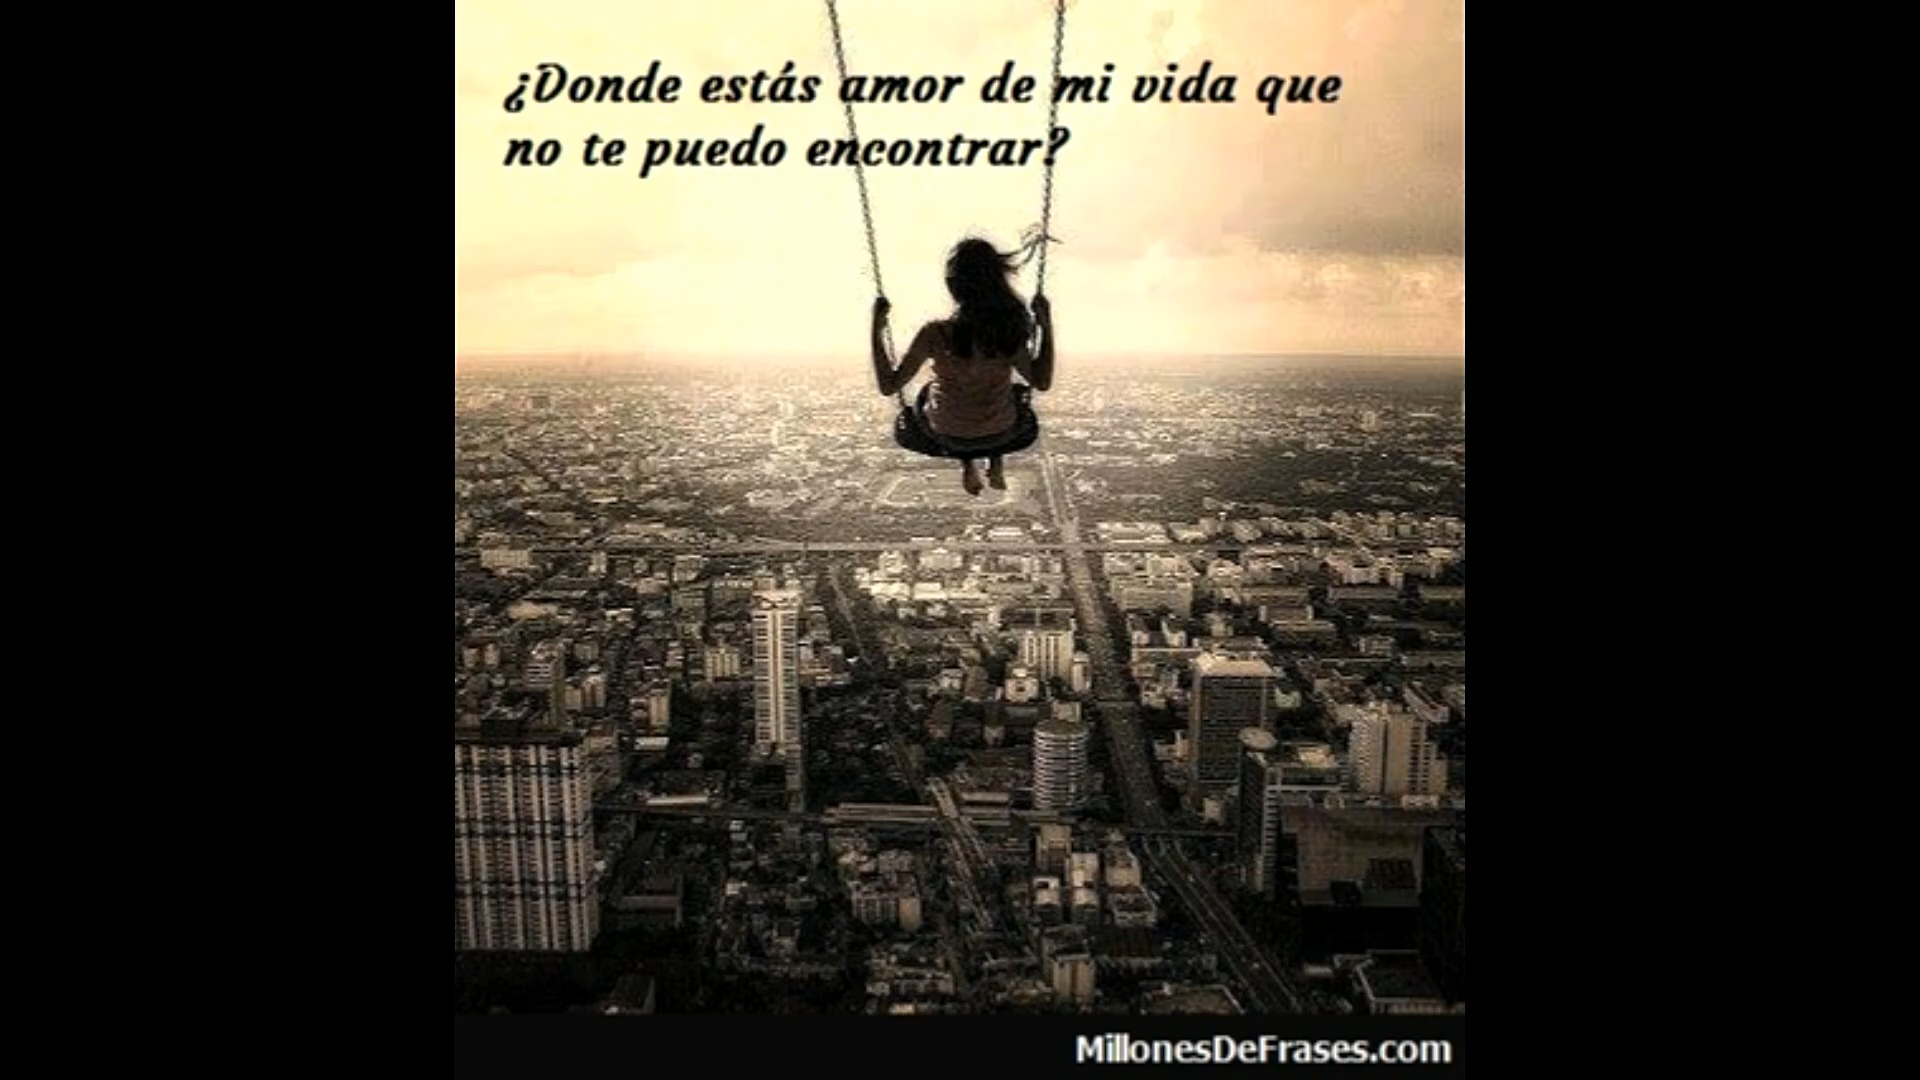 ¿Donde estás amor de mi vida que
no te puedo encontrar?
MillonesDeFrases.com